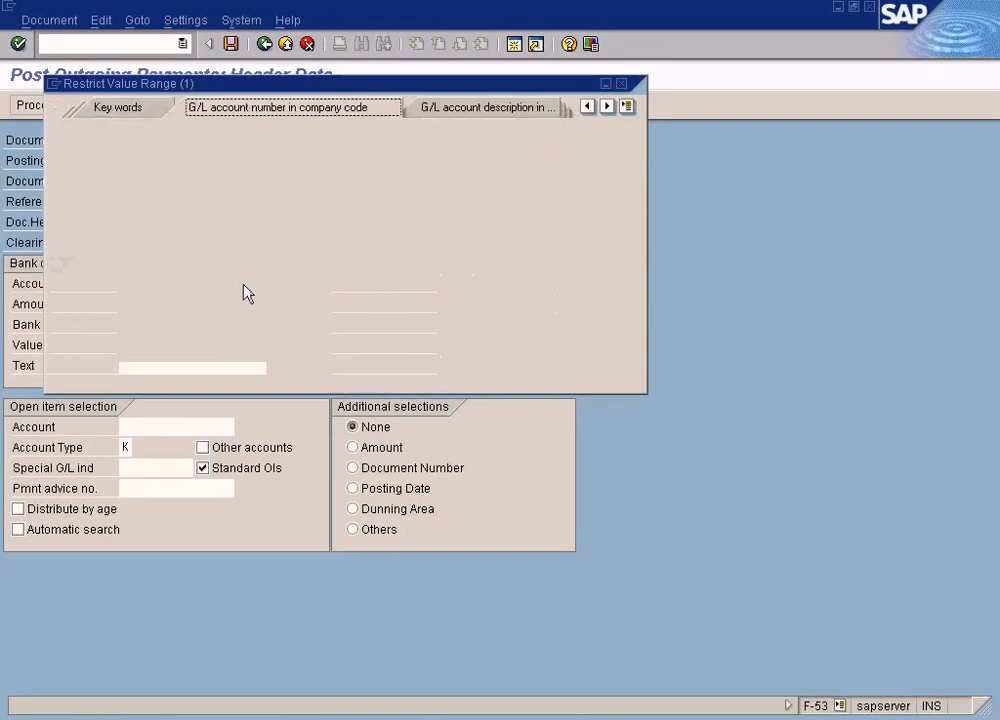 Document Edit Goto Settings System Help
SAP
Post Outgoing Payments: Header Data
Restrict Value Range (1)
Proc
Key words
G/L account number in company code
G/L account description in ...
Docum
Posting
Docum
Refere
Doc.He
Clearin
Bank
Accou
Amou
Bank
Value
Text
Open item selection
Additional selections
Account
None
Account Type K Other accounts
Amount
Special G/L ind Standard OIs
Document Number
Pmnt advice no.
Posting Date
Distribute by age
Dunning Area
Automatic search
Others
F-53 sapserver INS